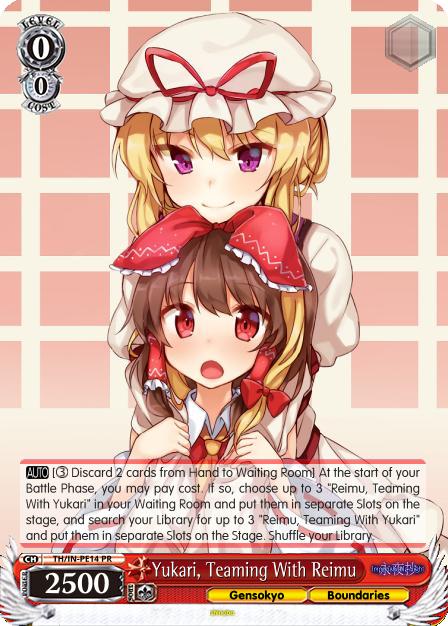 LEVEL
0
0
COST
AUTO [③ Discard 2 cards from Hand to Waiting Room] At the start of your
Battle Phase, you may pay cost. If so, choose up to 3 "Reimu, Teaming
With Yukari" in your Waiting Room and put them in separate Slots on the
stage, and search your Library for up to 3 "Reimu, Teaming With Yukari"
and put them in separate Slots on the Stage. Shuffle your Library.
CH TH/IN-PE14 PR
POWER 2500 SOUL Yukari, Teaming With Reimu
Gensokyo Boundaries